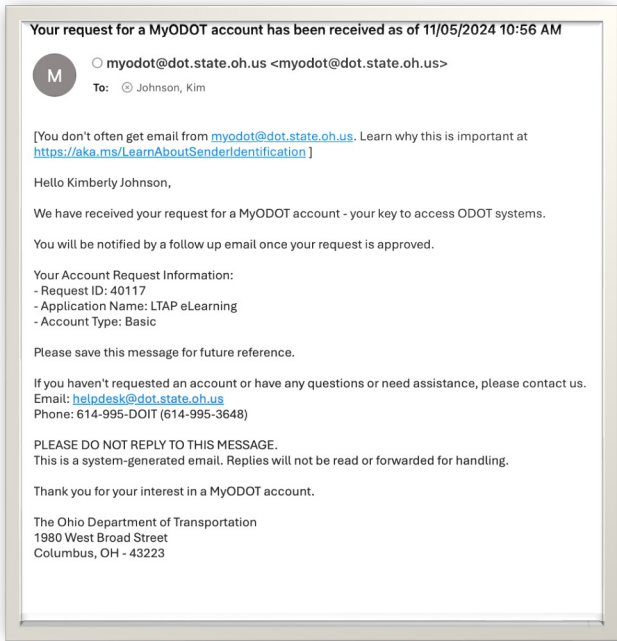 Your request for a MyODOT account has been received as of 11/05/2024 10:56 AM
M
myodot@dot.state.oh.us <myodot@dot.state.oh.us>
To: Johnson, Kim
[You don't often get email from myodot@dot.state.oh.us. Learn why this is important at
https://aka.ms/LearnAboutSenderIdentification ]
Hello Kimberly Johnson,
We have received your request for a MyODOT account - your key to access ODOT systems.
You will be notified by a follow up email once your request is approved.
Your Account Request Information:
- Request ID: 40117
- Application Name: LTAP eLearning
- Account Type: Basic
Please save this message for future reference.
If you haven't requested an account or have any questions or need assistance, please contact us.
Email: helpdesk@dot.state.oh.us
Phone: 614-995-DOIT (614-995-3648)
PLEASE DO NOT REPLY TO THIS MESSAGE.
This is a system-generated email. Replies will not be read or forwarded for handling.
Thank you for your interest in a MyODOT account.
The Ohio Department of Transportation
1980 West Broad Street
Columbus, OH - 43223